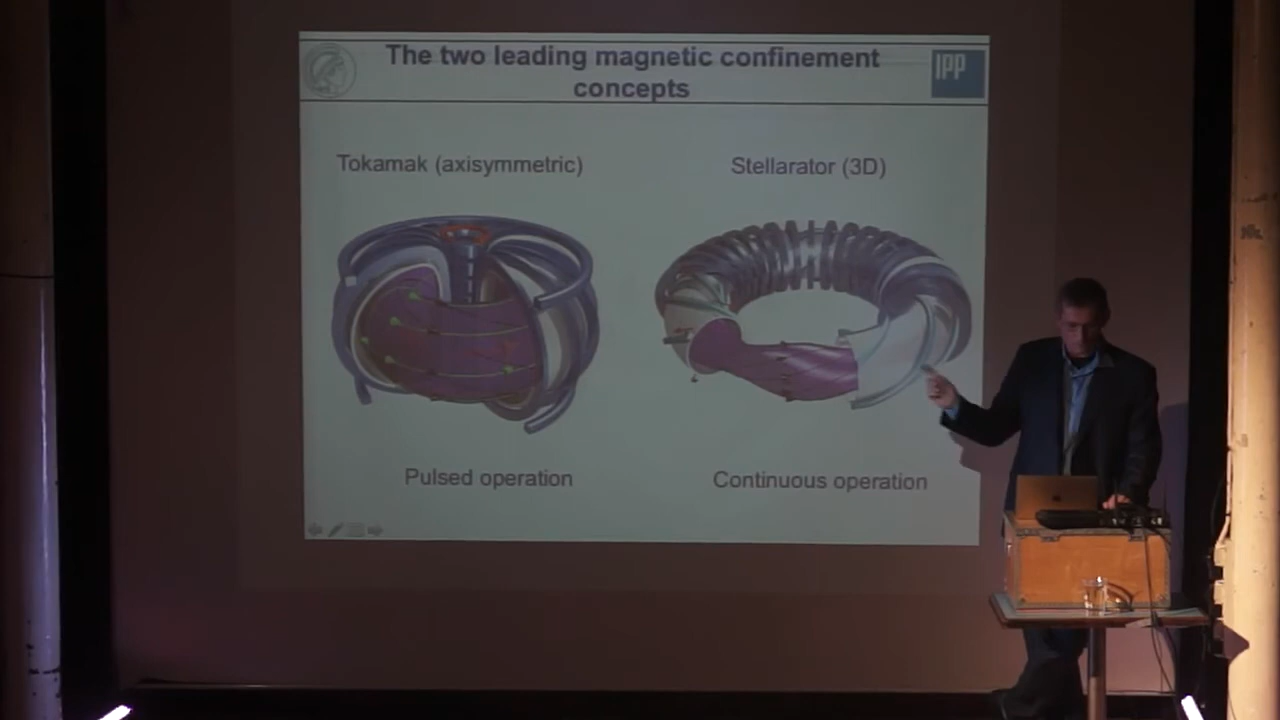 The two leading magnetic confinement
concepts
IPP
Tokamak (axisymmetric)
Stellarator (3D)
Pulsed operation
Continuous operation